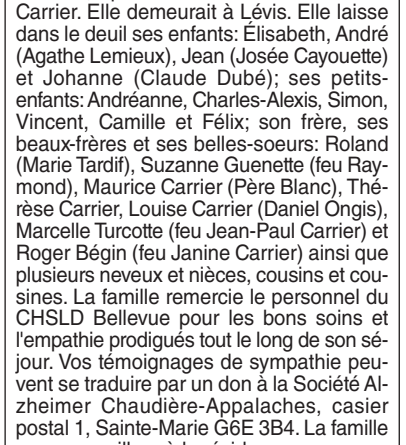 Carrier. Elle demeurait à Lévis. Elle laisse
dans le deuil ses enfants: Élisabeth, André
(Agathe Lemieux), Jean (Josée Cayouette)
et Johanne (Claude Dubé); ses petits-
enfants: Andréanne, Charles-Alexis, Simon,
Vincent, Camille et Félix; son frère, ses
beaux-frères et ses belles-soeurs: Roland
(Marie Tardif), Suzanne Guenette (feu Ray-
mond), Maurice Carrier (Père Blanc), Thé-
rèse Carrier, Louise Carrier (Daniel Ongis),
Marcelle Turcotte (feu Jean-Paul Carrier) et
Roger Bégin (feu Janine Carrier) ainsi que
plusieurs neveux et nièces, cousins et cou-
sines. La famille remercie le personnel du
CHSLD Bellevue pour les bons soins et
l'empathie prodigués tout le long de son sé-
jour. Vos témoignages de sympathie peu-
vent se traduire par un don à la Société Al-
zheimer Chaudière-Appalaches, casier
postal 1, Sainte-Marie G6E 3B4. La famille